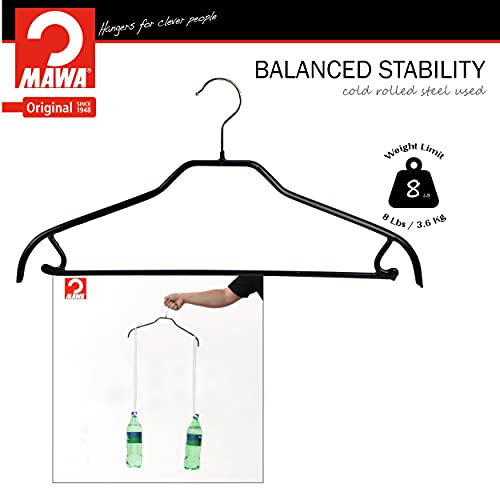 Hangers for clever people
MAWA®
Original SINCE
1948
BALANCED STABILITY
cold rolled steel used
Weight Limit
8 LB
8 Lbs / 3.6 Kg
MAWA